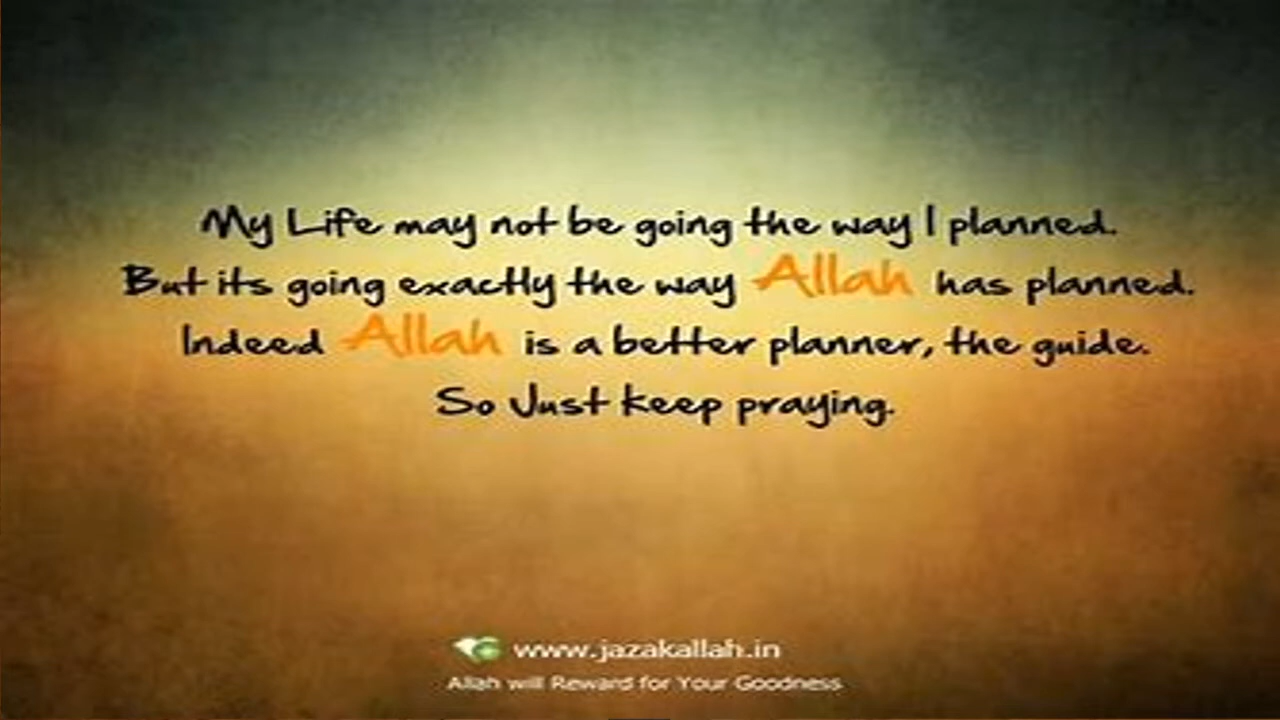 My Life may not be going the way I planned.
But its going exactly the way Allah has planned.
Indeed Allah is a better planner, the guide.
So Just keep praying.
www.jazakallah.in
Allah will Reward for Your Goodness